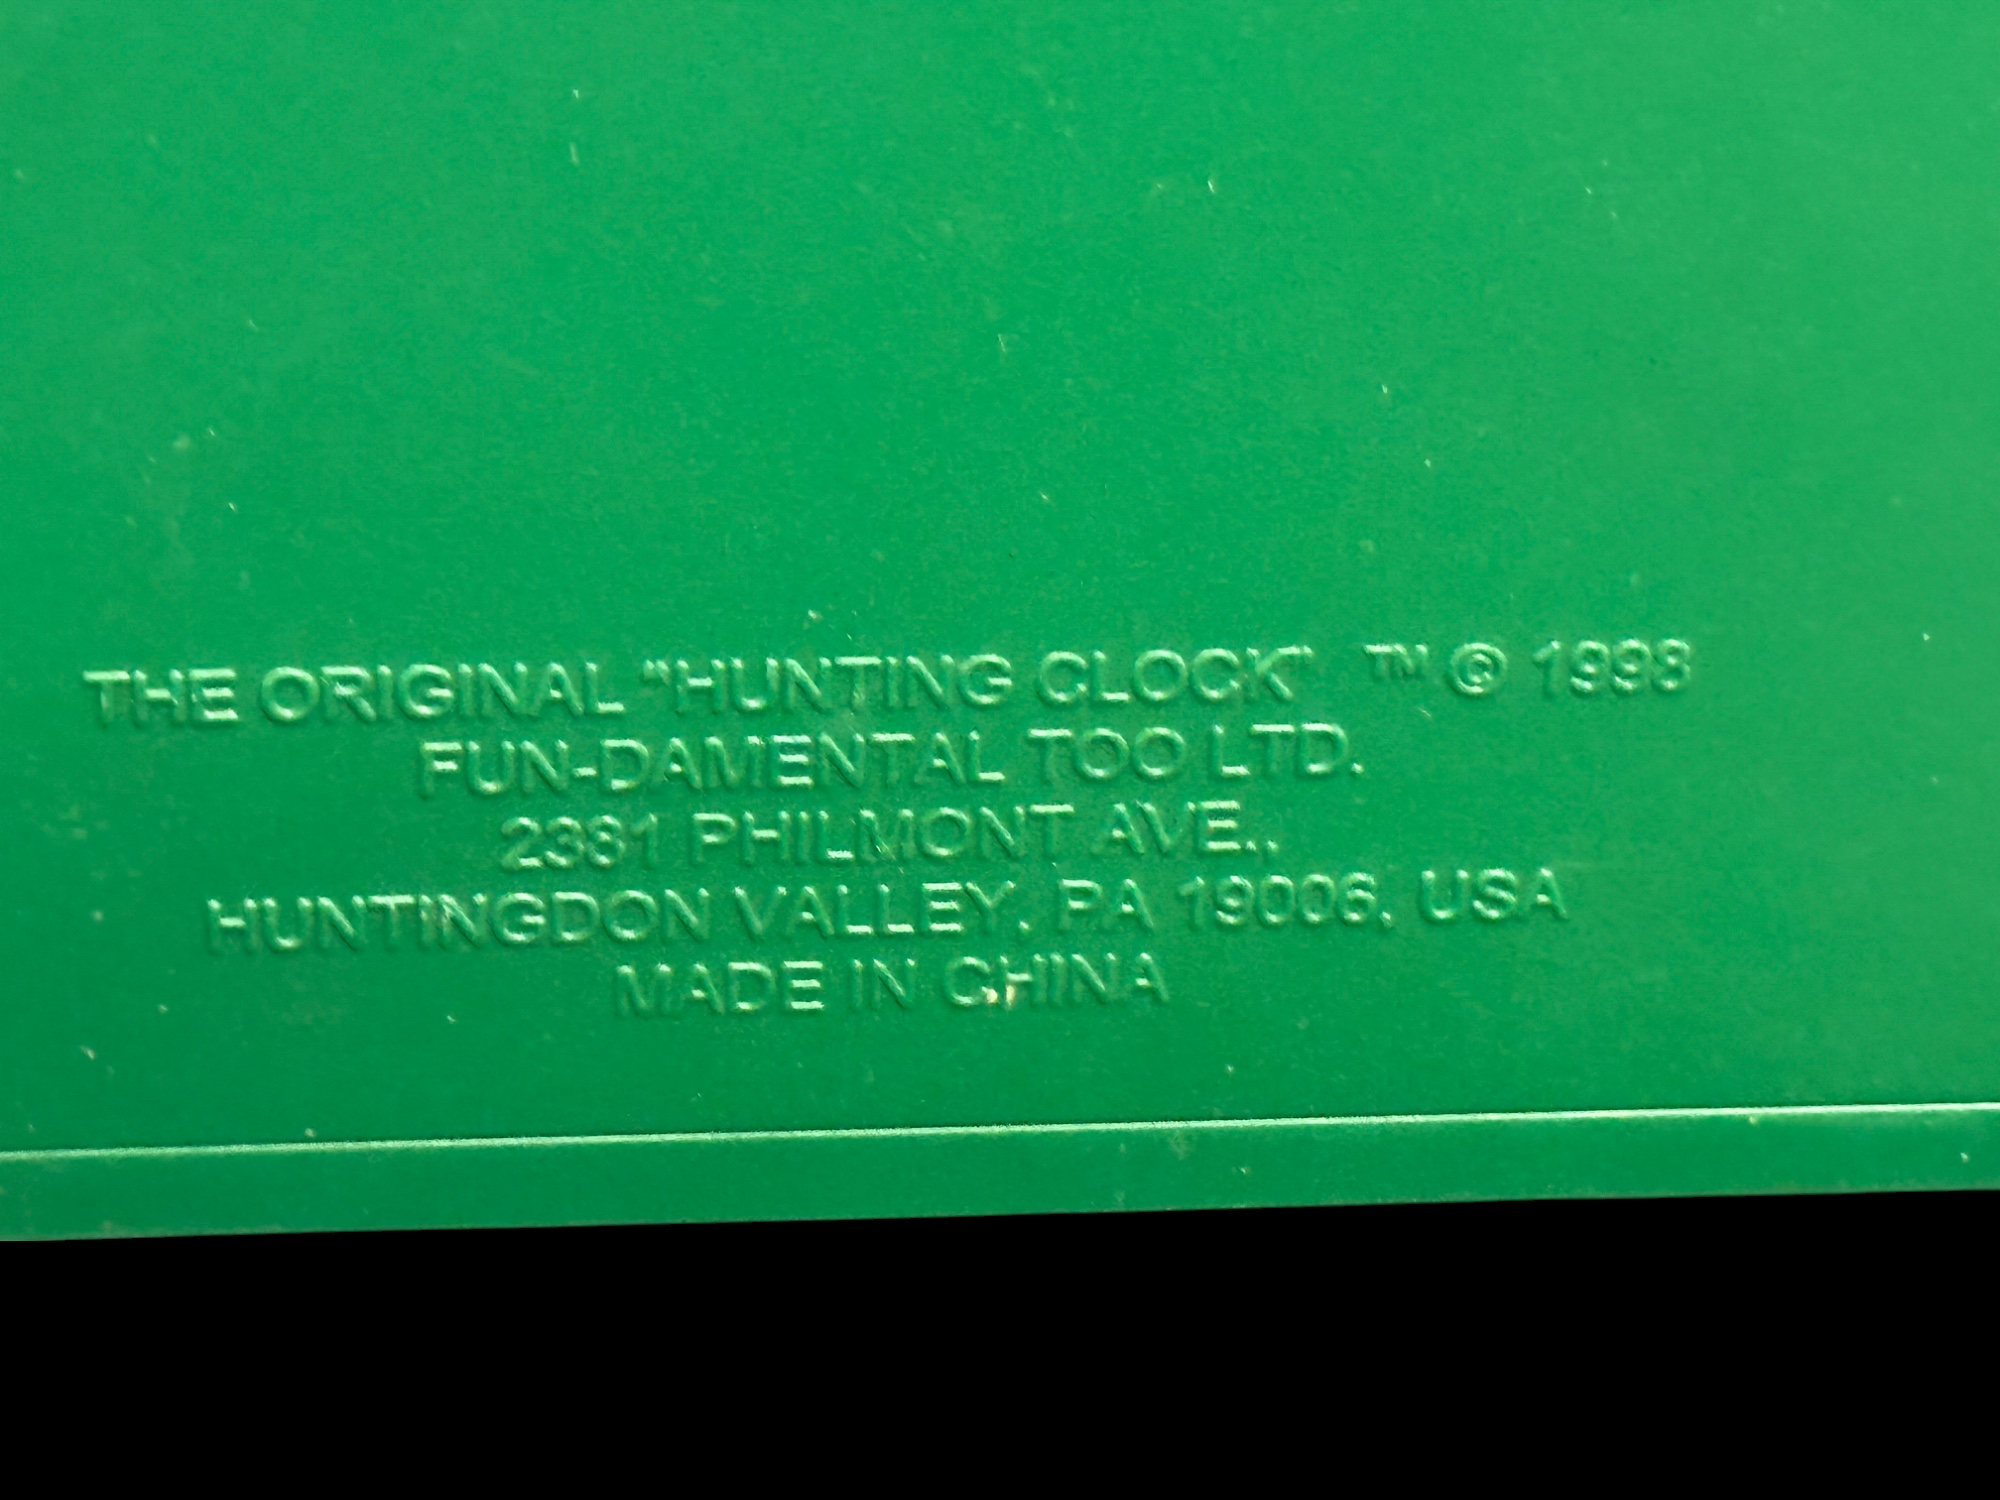 THE ORIGINAL "HUNTING CLOCK" ™ © 1998
FUN-DAMENTAL TOO LTD.
2381 PHILMONT AVE.,
HUNTINGDON VALLEY, PA 19006, USA
MADE IN CHINA